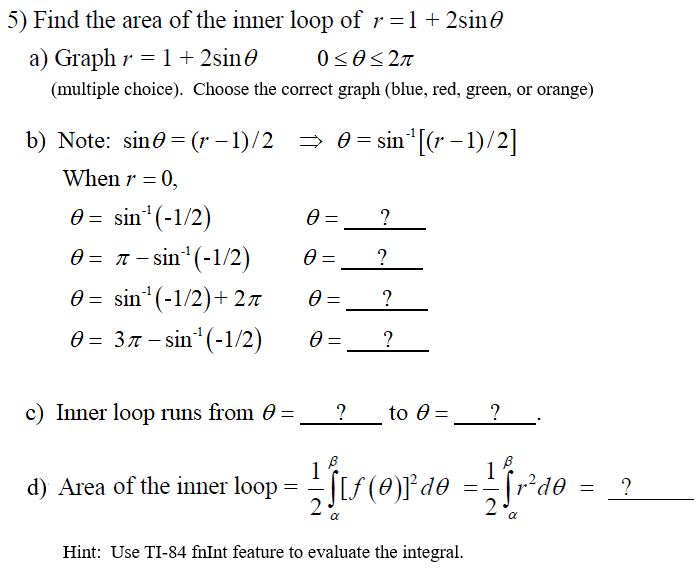 5) Find the area of the inner loop of r = 1 + 2sinθ
a) Graph r = 1 + 2sinθ 0 ≤ θ ≤ 2π
(multiple choice). Choose the correct graph (blue, red, green, or orange)
b) Note: sinθ = (r – 1)/2 ⇒ θ = sin⁻¹[(r – 1)/2]
When r = 0,
θ = sin⁻¹(-1/2) θ = ?
θ = π – sin⁻¹(-1/2) θ = ?
θ = sin⁻¹(-1/2)+ 2π θ = ?
θ = 3π – sin⁻¹(-1/2) θ = ?
c) Inner loop runs from θ = ? to θ = ?.
d) Area of the inner loop = 1/2 ∫_α^β [f(θ)]² dθ = 1/2 ∫_α^β r² dθ = ?
Hint: Use TI-84 fnInt feature to evaluate the integral.